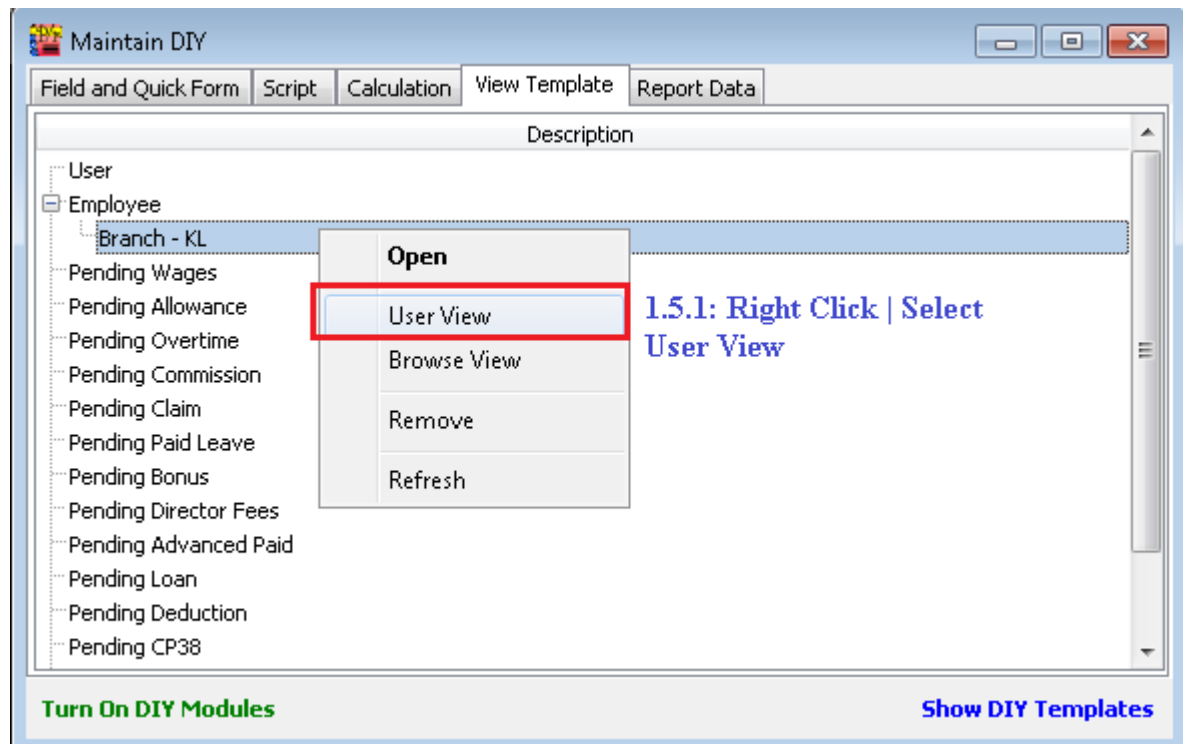 Maintain DIY
Field and Quick Form Script Calculation View Template Report Data
Description
User
Employee
Branch - KL
Pending Wages
Pending Allowance
Pending Overtime
Pending Commission
Pending Claim
Pending Paid Leave
Pending Bonus
Pending Director Fees
Pending Advanced Paid
Pending Loan
Pending Deduction
Pending CP38
Open
User View
Browse View
Remove
Refresh
1.5.1: Right Click | Select
User View
Turn On DIY Modules Show DIY Templates